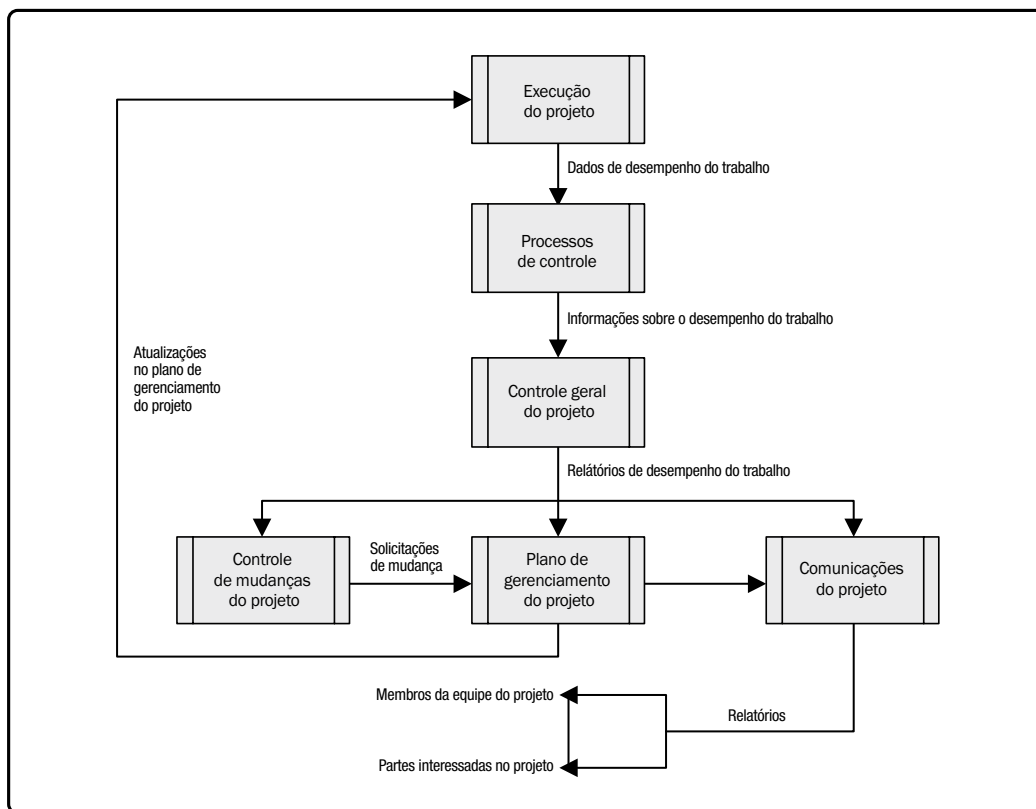 Execução
do projeto
Dados de desempenho do trabalho
Processos
de controle
Informações sobre o desempenho do trabalho
Atualizações
no plano de
gerenciamento
do projeto
Controle geral
do projeto
Relátórios de desempenho do trabalho
Controle
de mudanças
do projeto
Solicitações
de mudança
Plano de
gerenciamento
do projeto
Comunicações
do projeto
Membros da equipe do projeto
Relatórios
Partes interessadas no projeto